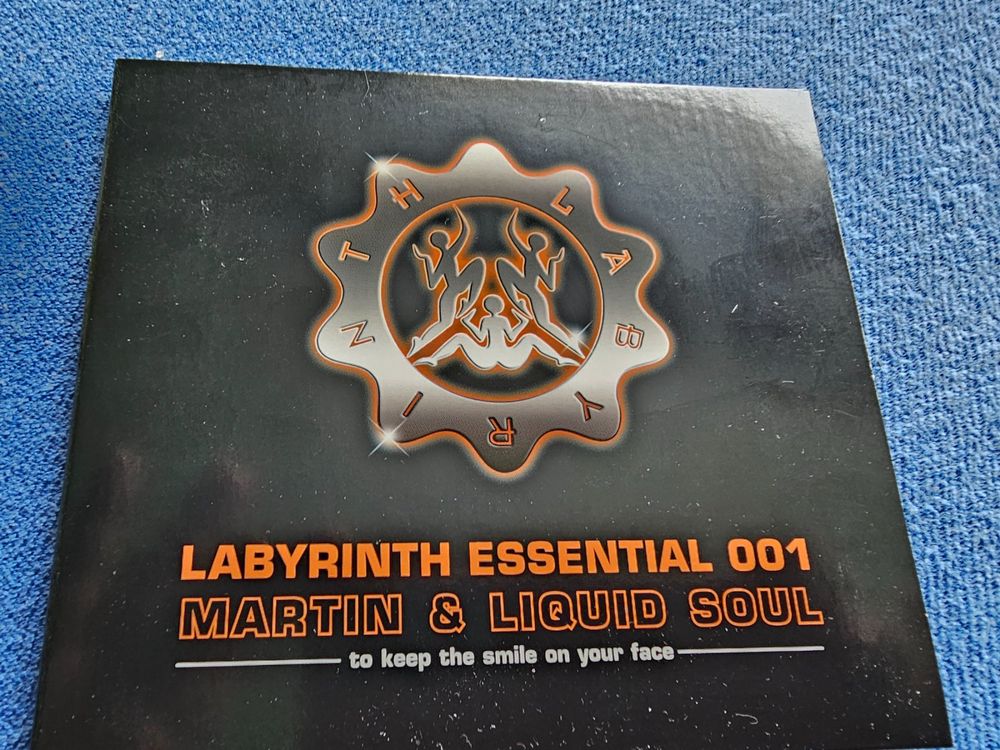 LABYRINTH
LABYRINTH ESSENTIAL 001
MARTIN & LIQUID SOUL
to keep the smile on your face